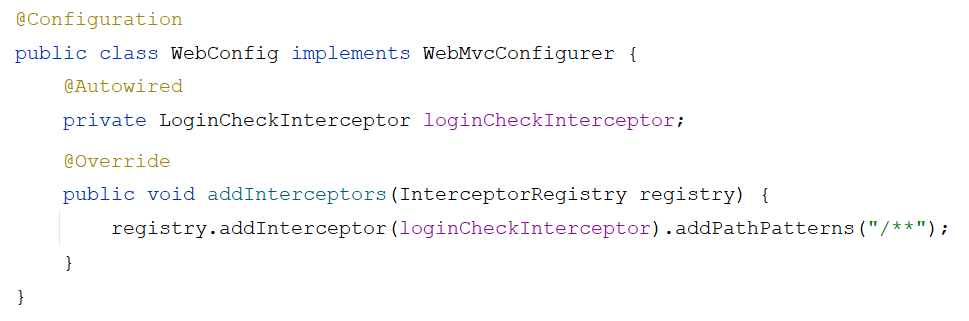 @Configuration
public class WebConfig implements WebMvcConfigurer {
    @Autowired
    private LoginCheckInterceptor loginCheckInterceptor;
    @Override
    public void addInterceptors(InterceptorRegistry registry) {
        registry.addInterceptor(loginCheckInterceptor).addPathPatterns("/**");
    }
}